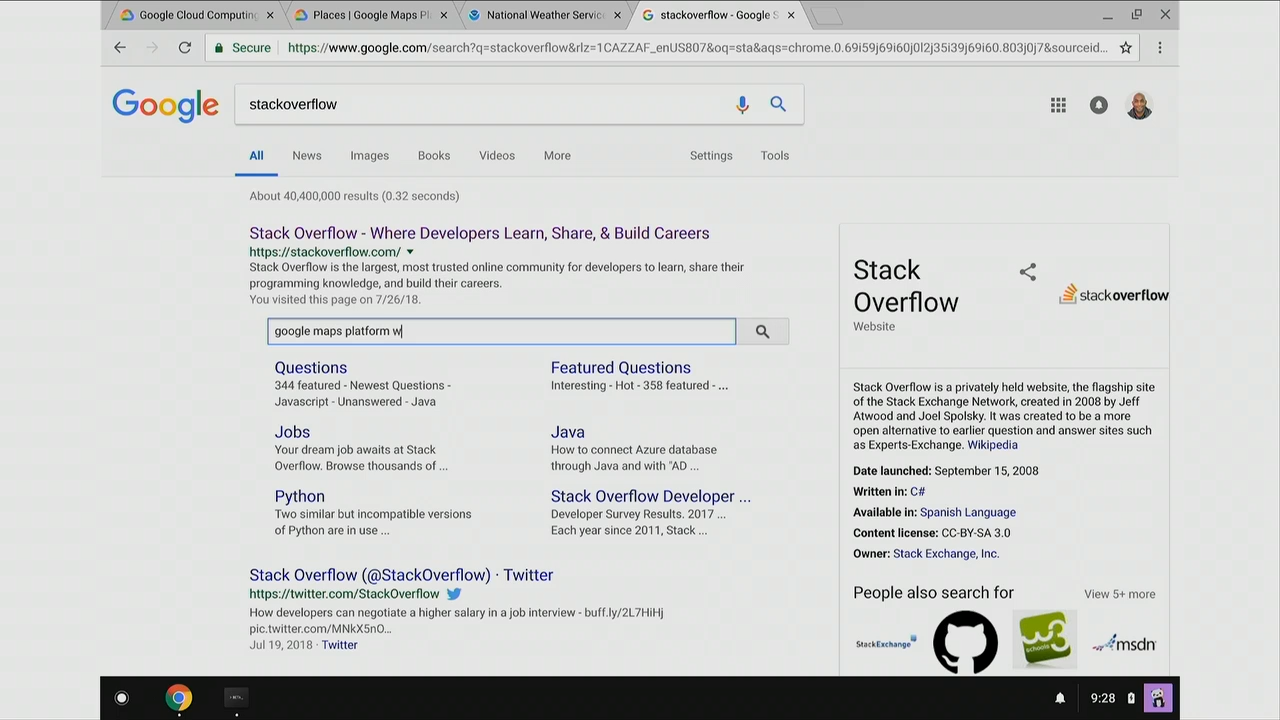 Google Cloud Computing
Places | Google Maps Pl
National Weather Servic
stackoverflow - Google S
Secure https://www.google.com/search?q=stackoverflow&rlz=1CAZZAF_enUS807&oq=sta&aqs=chrome.0.69i59j69i60j0l2j35i39j69i60.803j0j7&sourceid...
Google
stackoverflow
All News Images Books Videos More Settings Tools
About 40,400,000 results (0.32 seconds)
Stack Overflow - Where Developers Learn, Share, & Build Careers
https://stackoverflow.com/
Stack Overflow is the largest, most trusted online community for developers to learn, share their
programming knowledge, and build their careers.
You visited this page on 7/26/18.
google maps platform w
Questions
344 featured - Newest Questions -
Javascript - Unanswered - Java
Featured Questions
Interesting - Hot - 358 featured - ...
Jobs
Your dream job awaits at Stack
Overflow. Browse thousands of ...
Java
How to connect Azure database
through Java and with "AD ...
Python
Two similar but incompatible versions
of Python are in use ...
Stack Overflow Developer ...
Developer Survey Results. 2017 ...
Each year since 2011, Stack ...
Stack Overflow (@StackOverflow) · Twitter
https://twitter.com/StackOverflow
How developers can negotiate a higher salary in a job interview - buff.ly/2L7HiHj
pic.twitter.com/MNkX5nO...
Jul 19, 2018 · Twitter
Stack
Overflow
Website
stackoverflow
Stack Overflow is a privately held website, the flagship site
of the Stack Exchange Network, created in 2008 by Jeff
Atwood and Joel Spolsky. It was created to be a more
open alternative to earlier question and answer sites such
as Experts-Exchange. Wikipedia
Date launched: September 15, 2008
Written in: C#
Available in: Spanish Language
Content license: CC-BY-SA 3.0
Owner: Stack Exchange, Inc.
People also search for
View 5+ more
StackExchange
w3
schools
msdn
9:28